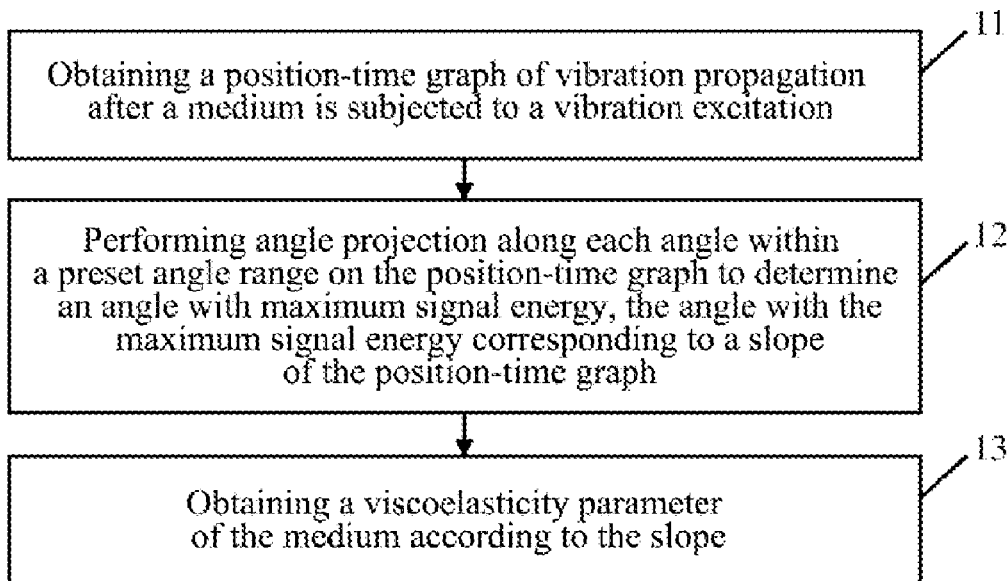 11
Obtaining a position-time graph of vibration propagation
after a medium is subjected to a vibration excitation
12
Performing angle projection along each angle within
a preset angle range on the position-time graph to determine
an angle with maximum signal energy, the angle with the
maximum signal energy corresponding to a slope
of the position-time graph
13
Obtaining a viscoelasticity parameter
of the medium according to the slope